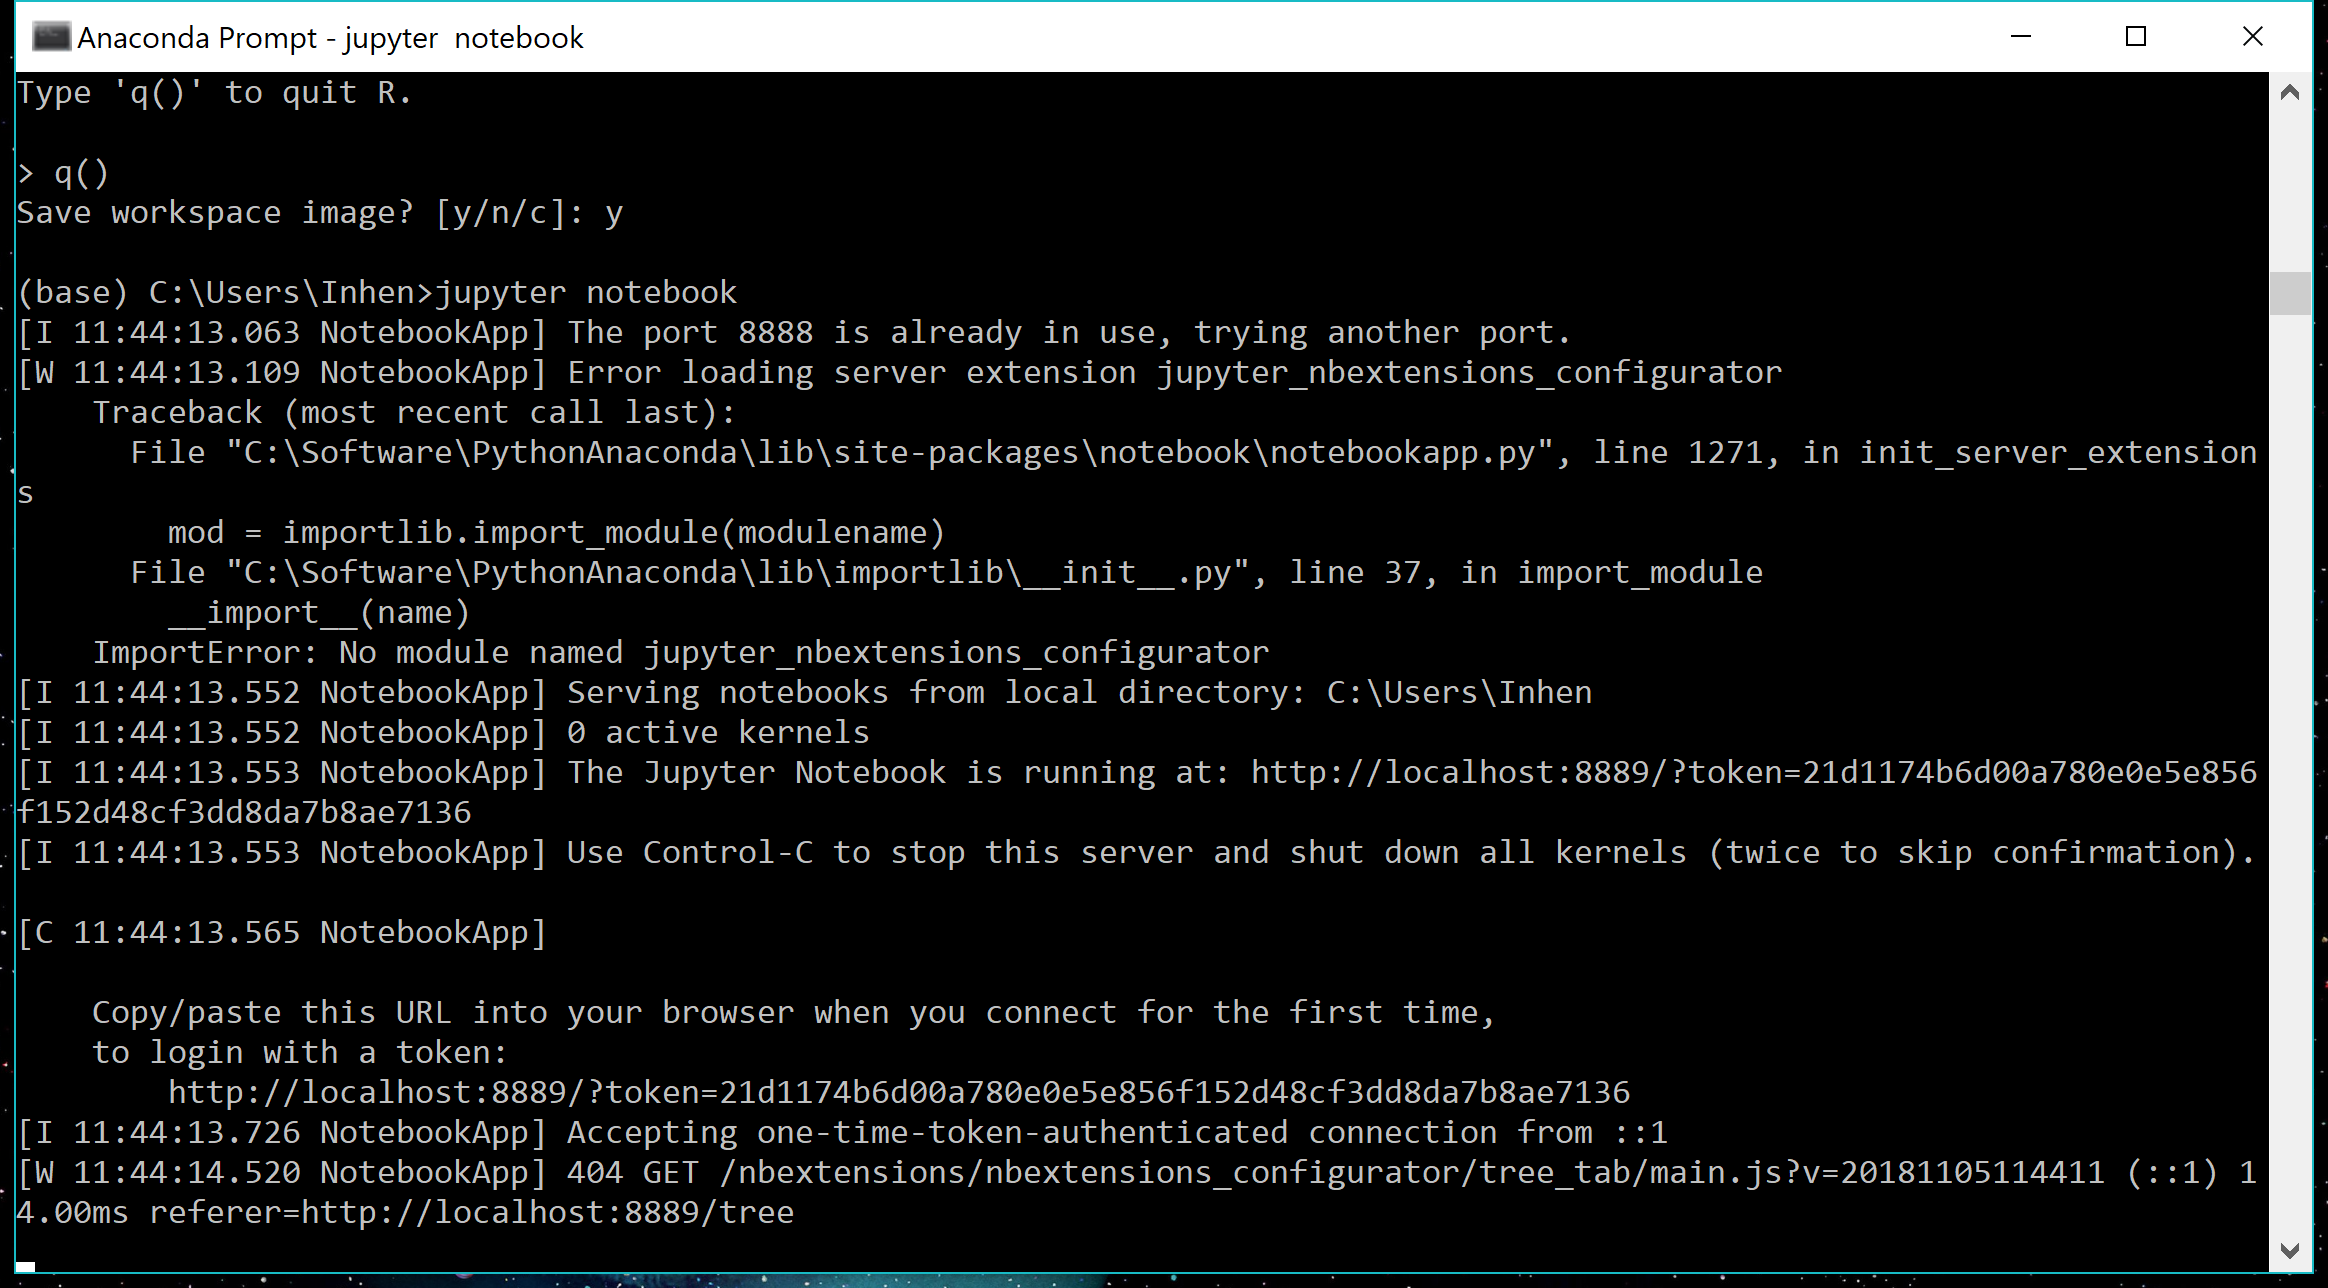 Anaconda Prompt - jupyter  notebook
Type 'q()' to quit R.
> q()
Save workspace image? [y/n/c]: y
(base) C:\Users\Inhen>jupyter notebook
[I 11:44:13.063 NotebookApp] The port 8888 is already in use, trying another port.
[W 11:44:13.109 NotebookApp] Error loading server extension jupyter_nbextensions_configurator
    Traceback (most recent call last):
      File "C:\Software\PythonAnaconda\lib\site-packages\notebook\notebookapp.py", line 1271, in init_server_extension
s
        mod = importlib.import_module(modulename)
      File "C:\Software\PythonAnaconda\lib\importlib\__init__.py", line 37, in import_module
        __import__(name)
    ImportError: No module named jupyter_nbextensions_configurator
[I 11:44:13.552 NotebookApp] Serving notebooks from local directory: C:\Users\Inhen
[I 11:44:13.552 NotebookApp] 0 active kernels
[I 11:44:13.553 NotebookApp] The Jupyter Notebook is running at: http://localhost:8889/?token=21d1174b6d00a780e0e5e856
f152d48cf3dd8da7b8ae7136
[I 11:44:13.553 NotebookApp] Use Control-C to stop this server and shut down all kernels (twice to skip confirmation).
[C 11:44:13.565 NotebookApp]
    Copy/paste this URL into your browser when you connect for the first time,
    to login with a token:
        http://localhost:8889/?token=21d1174b6d00a780e0e5e856f152d48cf3dd8da7b8ae7136
[I 11:44:13.726 NotebookApp] Accepting one-time-token-authenticated connection from ::1
[W 11:44:14.520 NotebookApp] 404 GET /nbextensions/nbextensions_configurator/tree_tab/main.js?v=20181105114411 (::1) 1
4.00ms referer=http://localhost:8889/tree